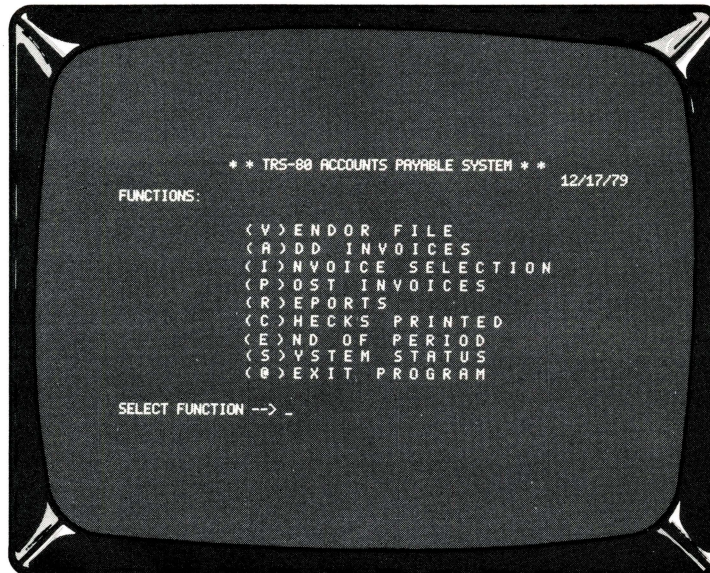 * * TRS-80 ACCOUNTS PAYABLE SYSTEM * *
12/17/79
FUNCTIONS:
(V)ENDOR FILE
(A)DD INVOICES
(I)NVOICE SELECTION
(P)OST INVOICES
(R)EPORTS
(C)HECKS PRINTED
(E)ND OF PERIOD
(S)YSTEM STATUS
(@)EXIT PROGRAM
SELECT FUNCTION --> _